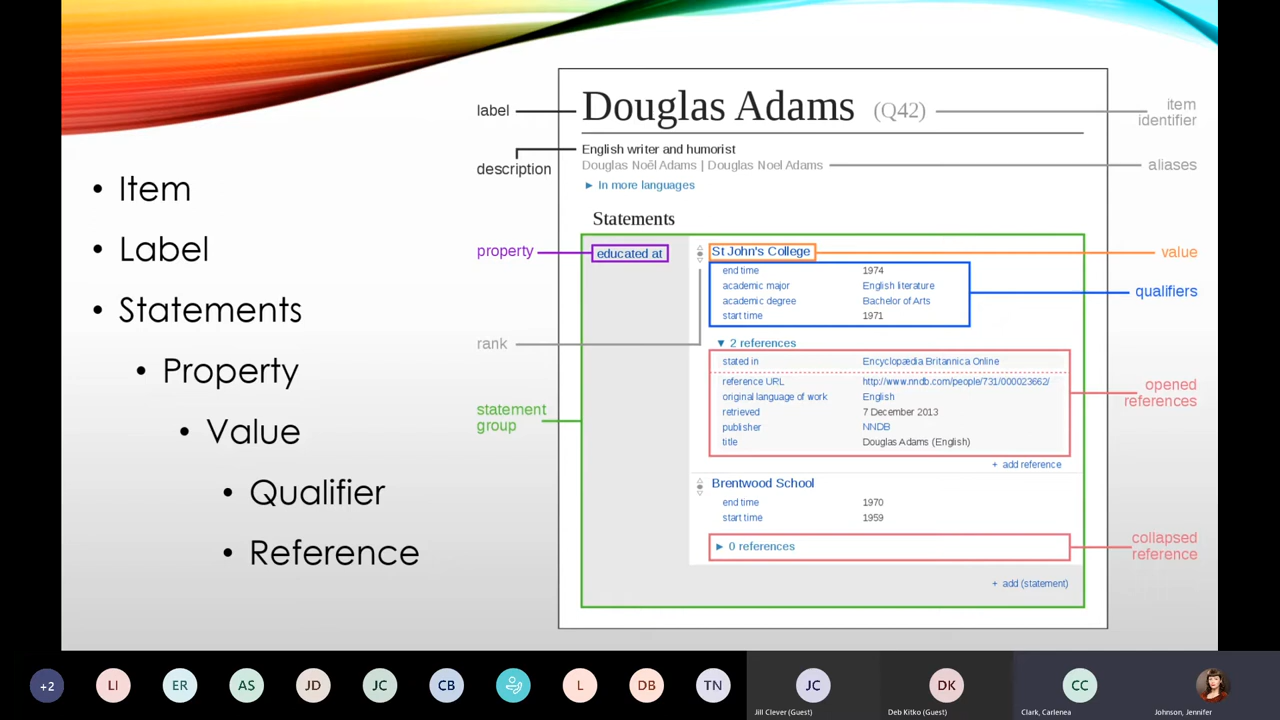 • Item
• Label
• Statements
• Property
• Value
• Qualifier
• Reference
label
Douglas Adams (Q42)
item
identifier
description
English writer and humorist
Douglas Noël Adams | Douglas Noel Adams
aliases
► In more languages
Statements
property
educated at
St John's College
value
end time 1974
academic major English literature
academic degree Bachelor of Arts
start time 1971
qualifiers
rank
▼ 2 references
stated in Encyclopædia Britannica Online
reference URL http://www.nndb.com/people/731/000023662/
original language of work English
retrieved 7 December 2013
publisher NNDB
title Douglas Adams (English)
opened
references
statement
group
+ add reference
Brentwood School
end time 1970
start time 1959
► 0 references
collapsed
reference
+ add (statement)
+2
LI
ER
AS
JD
JC
CB
L
DB
TN
JC
Jill Clever (Guest)
DK
Deb Kitko (Guest)
CC
Clark, Carlenea
Johnson, Jennifer